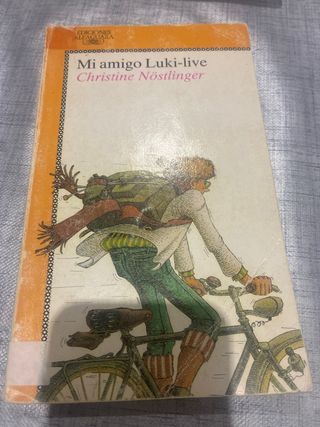 EDICIONES
ALFAGUARA
Mi amigo Luki-live
Christine Nöstlinger